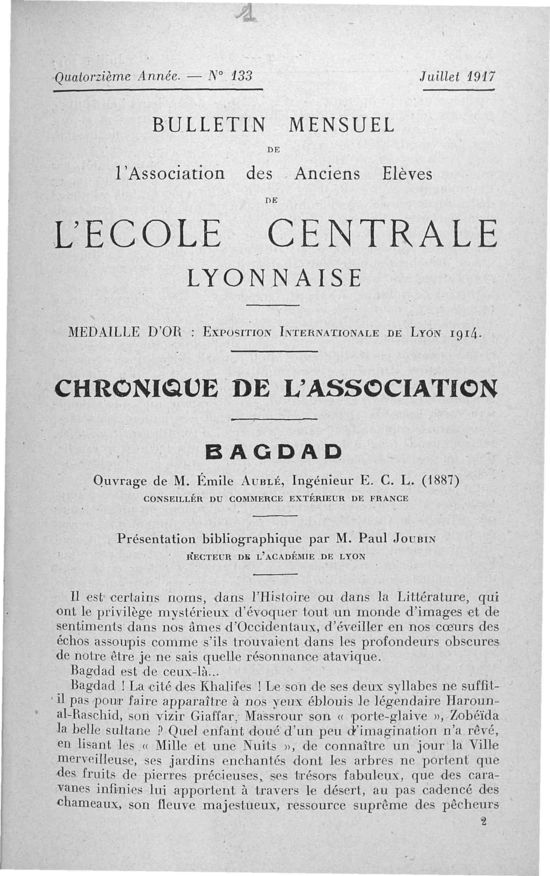 1
Quatorzième Année. — N° 133 Juillet 1917
BULLETIN MENSUEL
DE
l'Association des Anciens Elèves
DE
L'ECOLE CENTRALE
LYONNAISE
MEDAILLE D'OR : EXPOSITION INTERNATIONALE DE LYON 1914.
CHRONIQUE DE L'ASSOCIATION
BAGDAD
Ouvrage de M. Émile AUBLÉ, Ingénieur E. C. L. (1887)
CONSEILLÉR DU COMMERCE EXTÉRIEUR DE FRANCE
Présentation bibliographique par M. Paul JOUBIN
RECTEUR DE L'ACADÉMIE DE LYON
Il est certains noms, dans l'Histoire ou dans la Littérature, qui
ont le privilège mystérieux d'évoquer tout un monde d'images et de
sentiments dans nos âmes d'Occidentaux, d'éveiller en nos cœurs des
échos assoupis comme s'ils trouvaient dans les profondeurs obscures
de notre être je ne sais quelle résonnance atavique.
Bagdad est de ceux-là...
Bagdad ! La cité des Khalifes ! Le son de ses deux syllabes ne suffit-
il pas pour faire apparaître à nos yeux éblouis le légendaire Haroun-
al-Raschid, son vizir Giaffar, Massrour son « porte-glaive », Zobéïda
la belle sultane ? Quel enfant doué d'un peu d'imagination n'a rêvé,
en lisant les « Mille et une Nuits », de connaître un jour la Ville
merveilleuse, ses jardins enchantés dont les arbres ne portent que
des fruits de pierres précieuses, ses trésors fabuleux, que des cara-
vanes infinies lui apportent à travers le désert, au pas cadencé des
chameaux, son fleuve majestueux, ressource suprême des pêcheurs
2